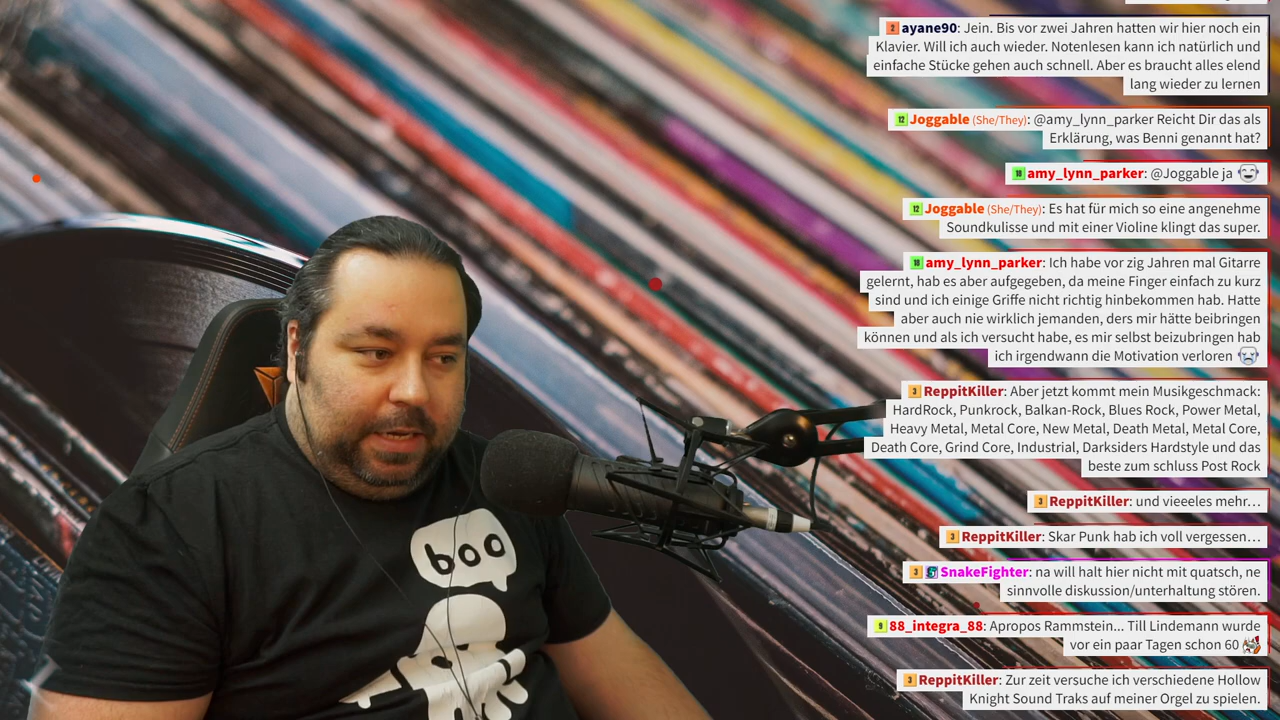 ayane90: Jein. Bis vor zwei Jahren hatten wir hier noch ein
Klavier. Will ich auch wieder. Notenlesen kann ich natürlich und
einfache Stücke gehen auch schnell. Aber es braucht alles elend
lang wieder zu lernen
12 Joggable (She/They): @amy_lynn_parker Reicht Dir das als
Erklärung, was Benni genannt hat?
amy_lynn_parker: @Joggable ja
12 Joggable (She/They): Es hat für mich so eine angenehme
Soundkulisse und mit einer Violine klingt das super.
amy_lynn_parker: Ich habe vor zig Jahren mal Gitarre
gelernt, hab es aber aufgegeben, da meine Finger einfach zu kurz
sind und ich einige Griffe nicht richtig hinbekommen hab. Hatte
aber auch nie wirklich jemanden, ders mir hätte beibringen
können und als ich versucht habe, es mir selbst beizubringen hab
ich irgendwann die Motivation verloren
3 ReppitKiller: Aber jetzt kommt mein Musikgeschmack:
HardRock, Punkrock, Balkan-Rock, Blues Rock, Power Metal,
Heavy Metal, Metal Core, New Metal, Death Metal, Metal Core,
Death Core, Grind Core, Industrial, Darksiders Hardstyle und das
beste zum schluss Post Rock
3 ReppitKiller: und vieeeles mehr…
3 ReppitKiller: Skar Punk hab ich voll vergessen…
3 SnakeFighter: na will halt hier nicht mit quatsch, ne
sinnvolle diskussion/unterhaltung stören.
9 88_integra_88: Apropos Rammstein... Till Lindemann wurde
vor ein paar Tagen schon 60
3 ReppitKiller: Zur zeit versuche ich verschiedene Hollow
Knight Sound Traks auf meiner Orgel zu spielen.
boo